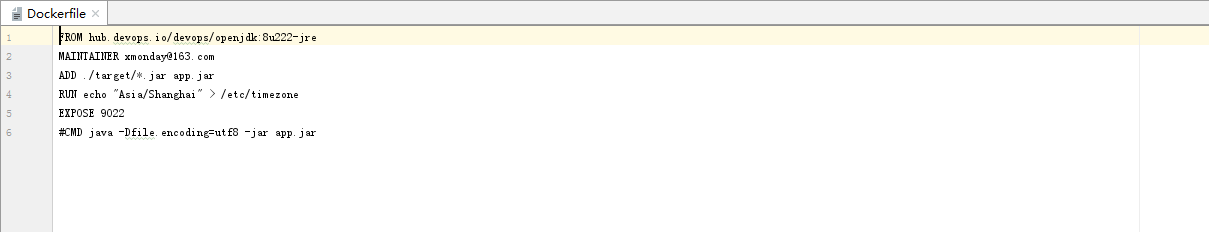 Dockerfile
1 FROM hub.devops.io/devops/openjdk:8u222-jre
2 MAINTAINER xmonday@163.com
3 ADD ./target/*.jar app.jar
4 RUN echo "Asia/Shanghai" > /etc/timezone
5 EXPOSE 9022
6 #CMD java -Dfile.encoding=utf8 -jar app.jar